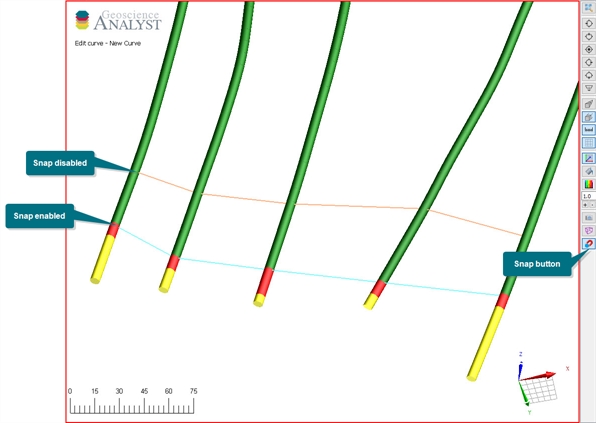 Geoscience
ANALYST
Edit curve - New Curve
Snap disabled
Snap enabled
Snap button
1.0
0 15 30 45 60 75
Z
X
Y